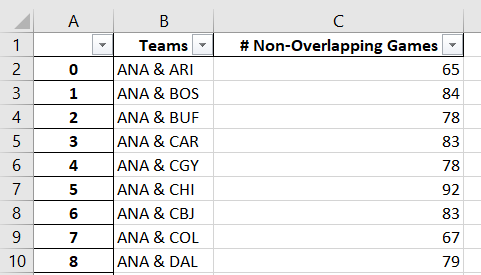 A B C
1 Teams # Non-Overlapping Games
2 0 ANA & ARI 65
3 1 ANA & BOS 84
4 2 ANA & BUF 78
5 3 ANA & CAR 83
6 4 ANA & CGY 78
7 5 ANA & CHI 92
8 6 ANA & CBJ 83
9 7 ANA & COL 67
10 8 ANA & DAL 79